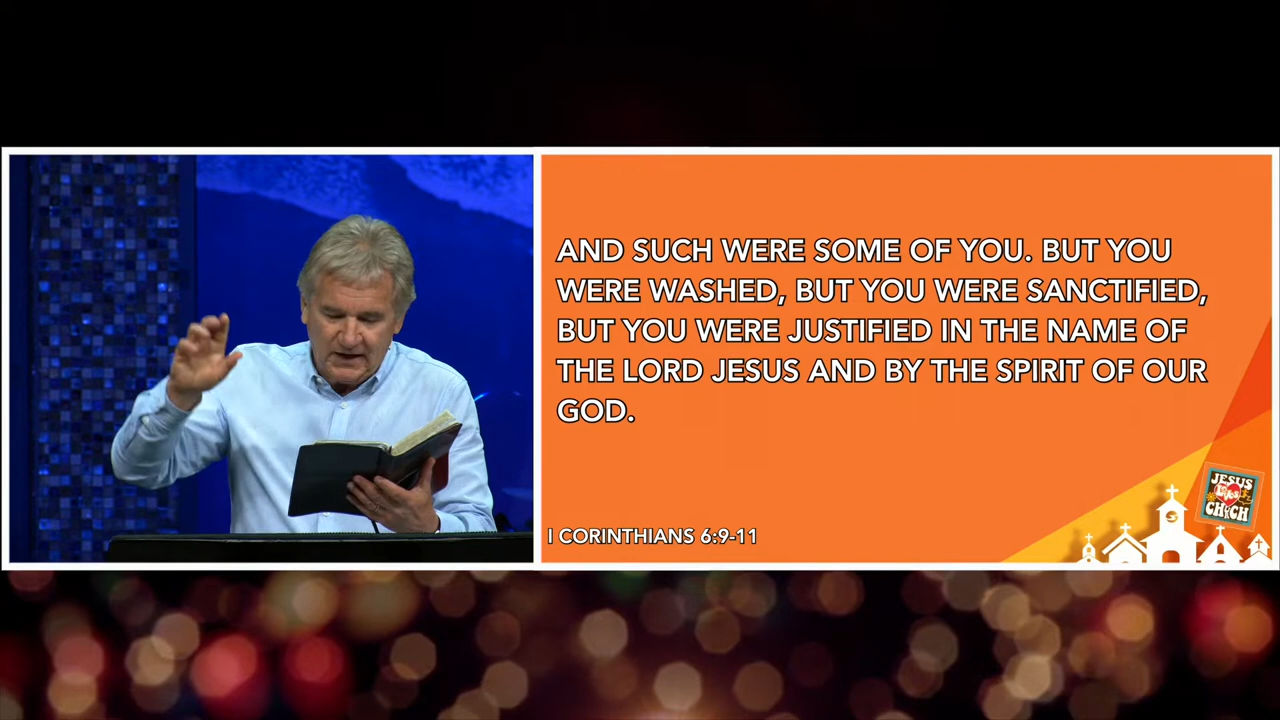 AND SUCH WERE SOME OF YOU. BUT YOU
WERE WASHED, BUT YOU WERE SANCTIFIED,
BUT YOU WERE JUSTIFIED IN THE NAME OF
THE LORD JESUS AND BY THE SPIRIT OF OUR
GOD.
JESUS
LOVES
CHURCH
I CORINTHIANS 6:9-11